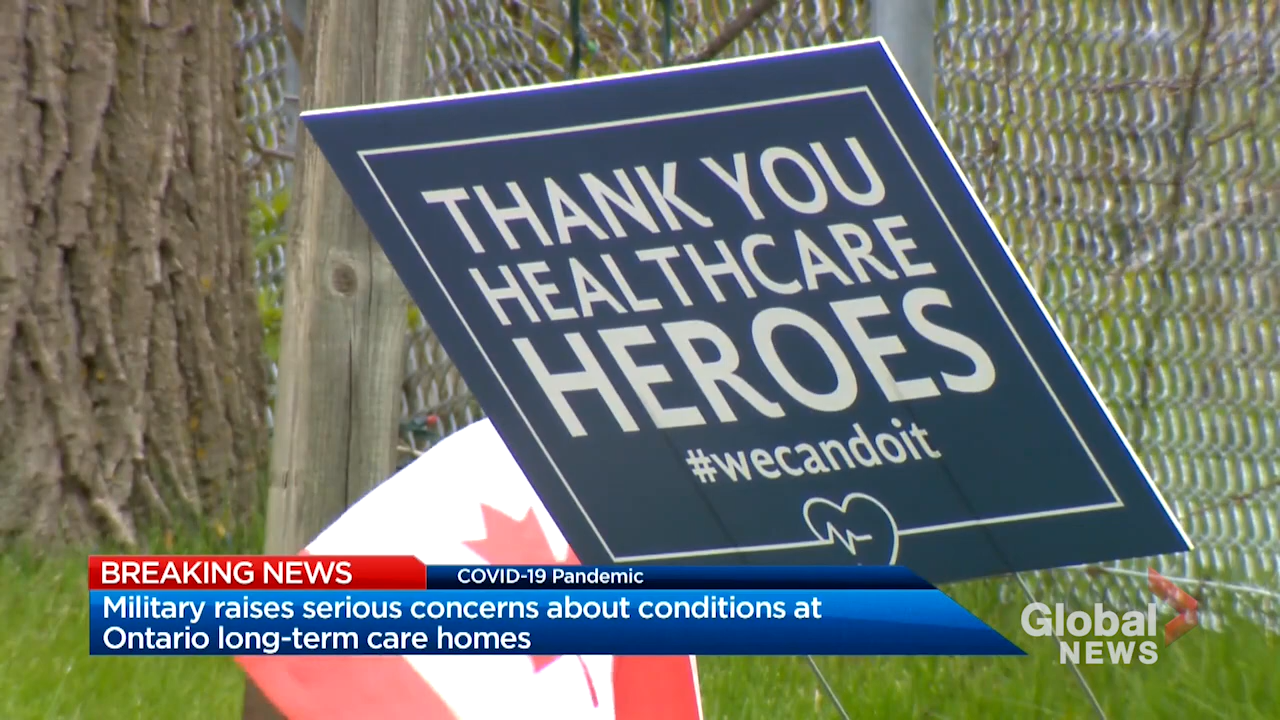 THANK YOU
HEALTHCARE
HEROES
#wecandoit
BREAKING NEWS
COVID-19 Pandemic
Military raises serious concerns about conditions at
Ontario long-term care homes
Global
NEWS